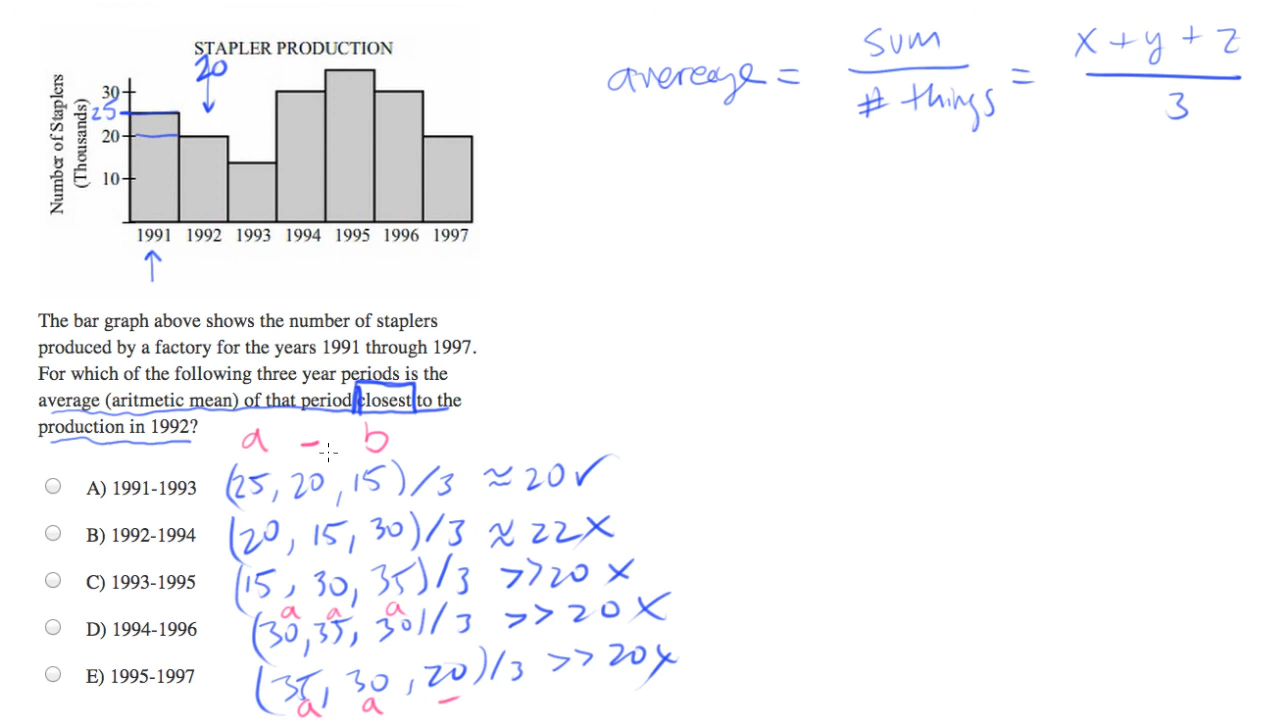 STAPLER PRODUCTION
20
Number of Staplers
(Thousands)
30
25
20
10
1991 1992 1993 1994 1995 1996 1997
averege = sum / # things = x + y + z / 3
The bar graph above shows the number of staplers
produced by a factory for the years 1991 through 1997.
For which of the following three year periods is the
average (aritmetic mean) of that period closest to the
production in 1992?
a - b
A) 1991-1993 (25, 20, 15)/3 ≈ 20 ✓
B) 1992-1994 (20, 15, 30)/3 ≈ 22 X
C) 1993-1995 (15, 30, 35)/3 >> 20 X
a a a
D) 1994-1996 (30, 35, 30)/3 >> 20 X
E) 1995-1997 (35, 30, 20)/3 >> 20 X
a a -